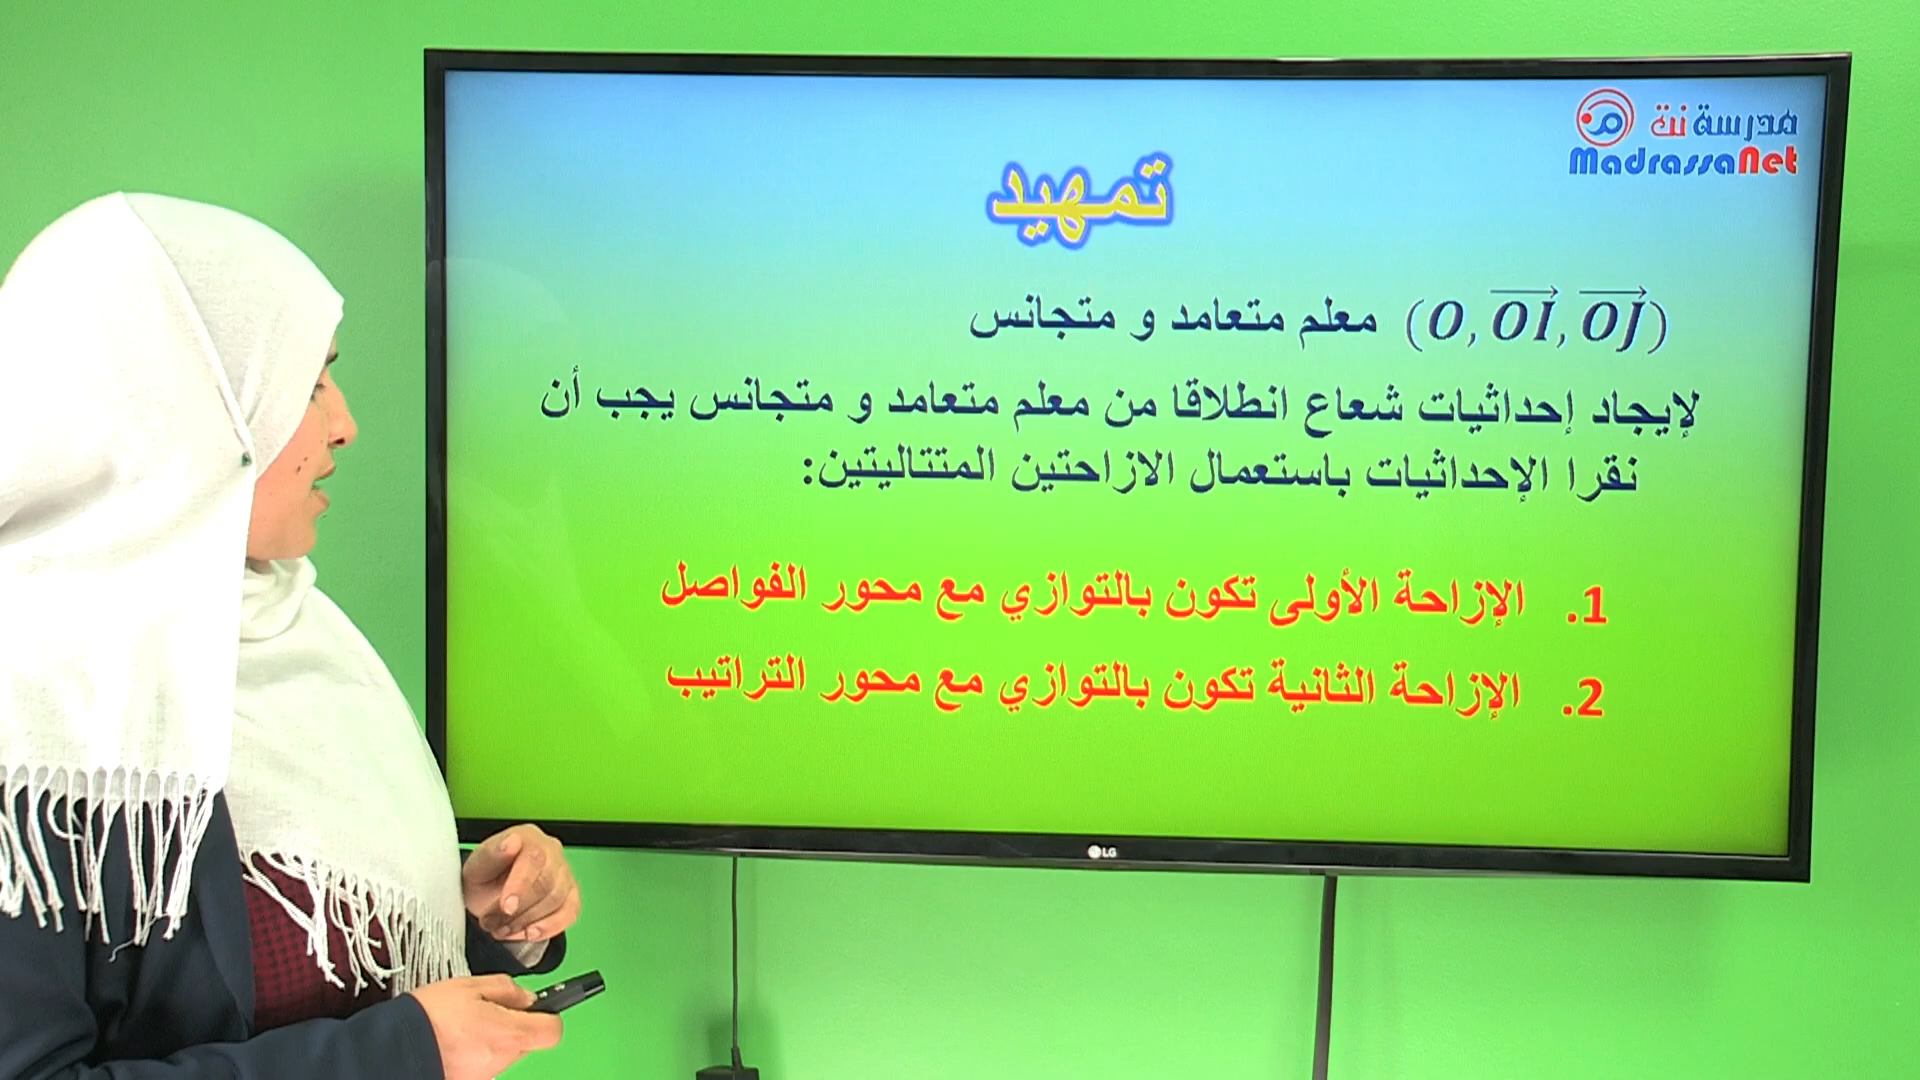 مدرسة نت
MadrassaNet
تمهيد
(O, OI, OJ) معلم متعامد و متجانس
لإيجاد إحداثيات شعاع انطلاقا من معلم متعامد و متجانس يجب أن
نقرا الإحداثيات باستعمال الازاحتين المتتاليتين:
1. الإزاحة الأولى تكون بالتوازي مع محور الفواصل
2. الإزاحة الثانية تكون بالتوازي مع محور التراتيب
LG